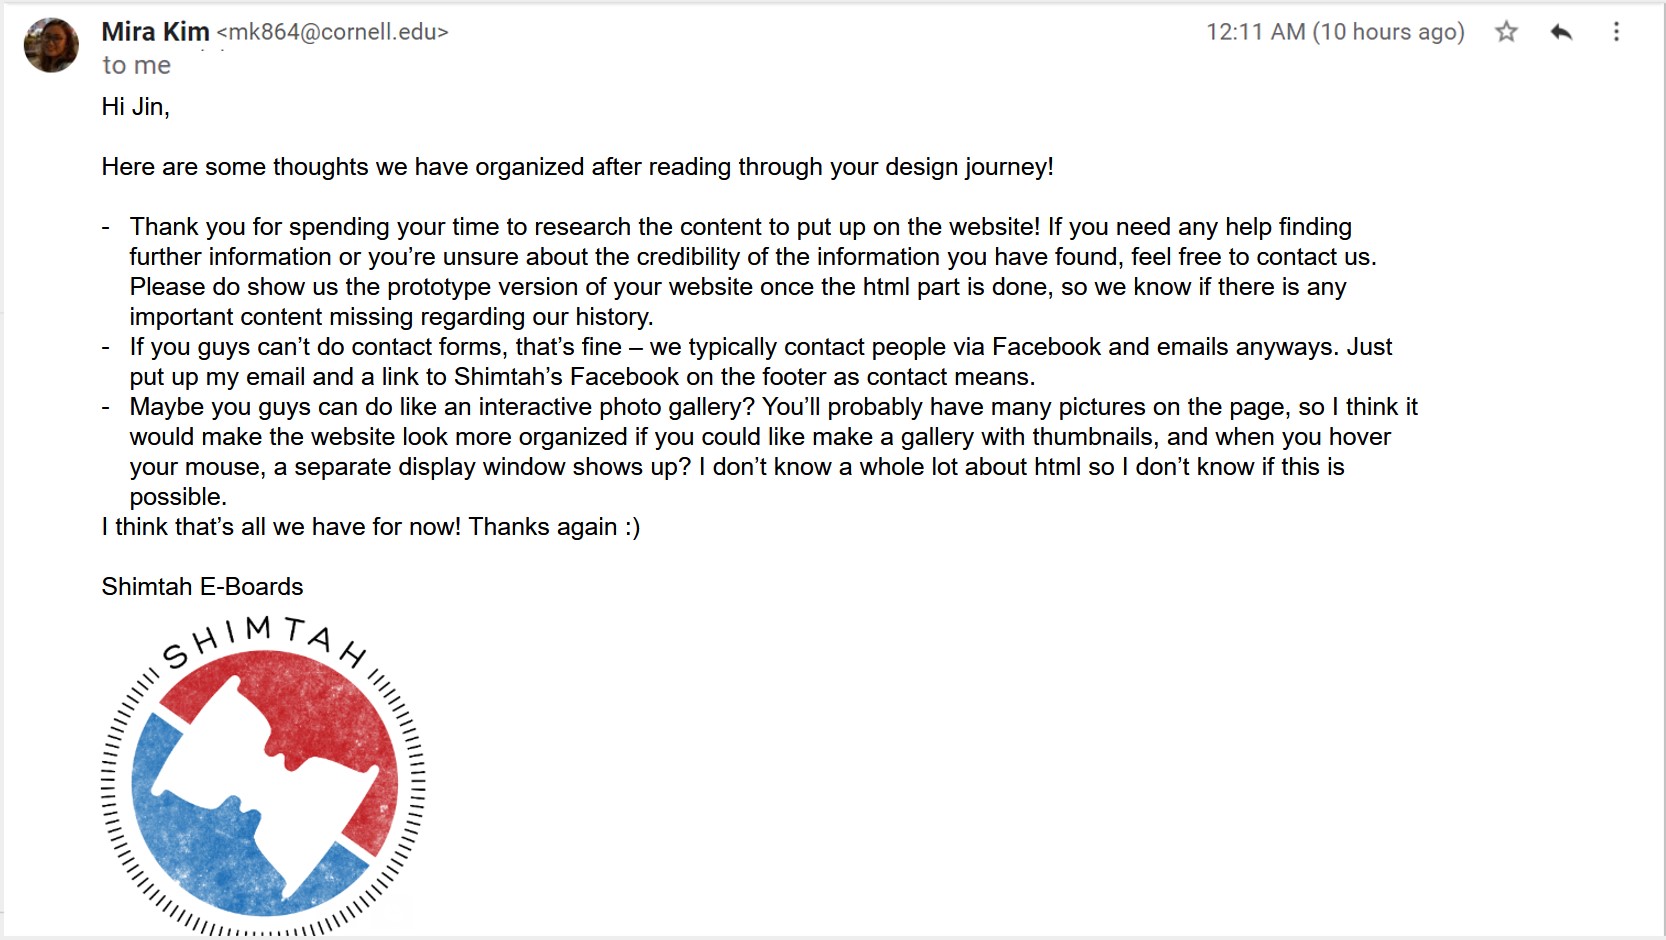 Mira Kim <mk864@cornell.edu>
12:11 AM (10 hours ago)
to me
Hi Jin,
Here are some thoughts we have organized after reading through your design journey!
- Thank you for spending your time to research the content to put up on the website! If you need any help finding
further information or you’re unsure about the credibility of the information you have found, feel free to contact us.
Please do show us the prototype version of your website once the html part is done, so we know if there is any
important content missing regarding our history.
- If you guys can’t do contact forms, that’s fine – we typically contact people via Facebook and emails anyways. Just
put up my email and a link to Shimtah’s Facebook on the footer as contact means.
- Maybe you guys can do like an interactive photo gallery? You’ll probably have many pictures on the page, so I think it
would make the website look more organized if you could like make a gallery with thumbnails, and when you hover
your mouse, a separate display window shows up? I don’t know a whole lot about html so I don’t know if this is
possible.
I think that’s all we have for now! Thanks again :)
Shimtah E-Boards
SHIMTAH